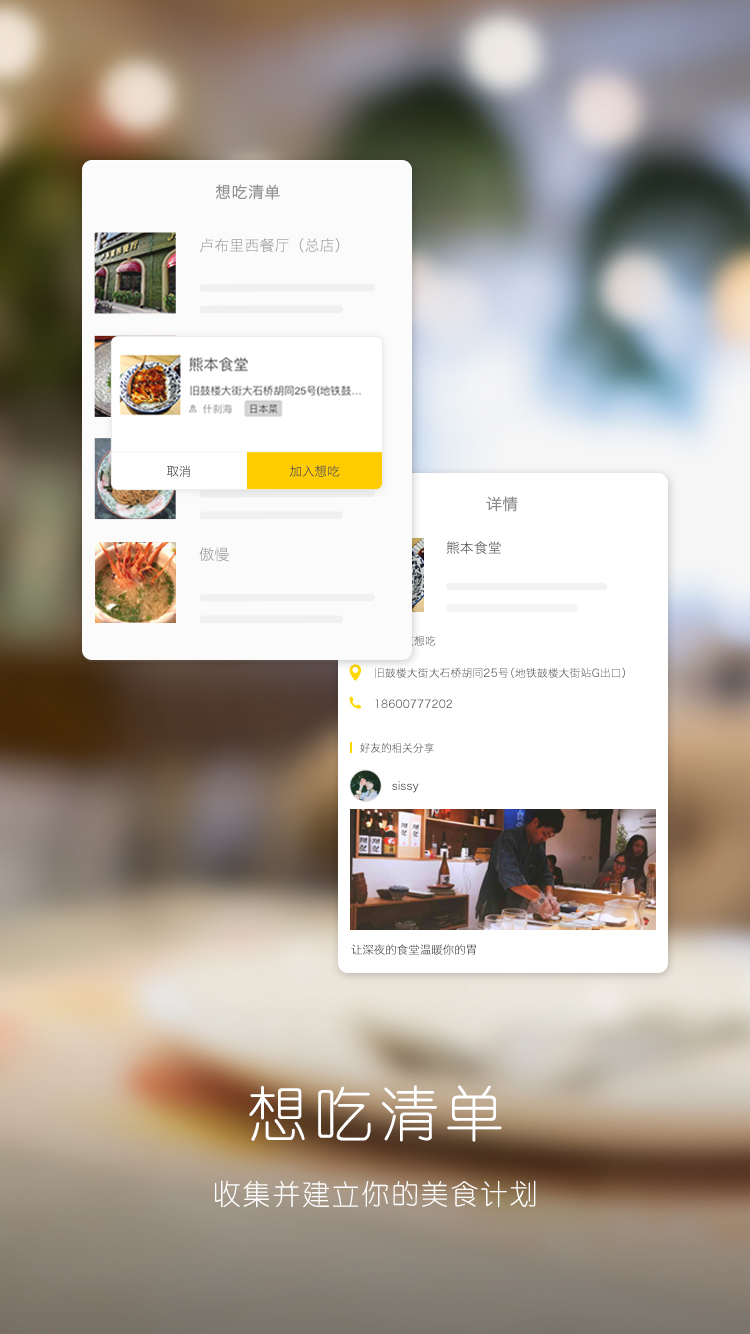 想吃清单
卢布里西餐厅（总店）
熊本食堂
旧鼓楼大街大石桥胡同25号(地铁鼓...
什刹海 日本菜
取消 加入想吃
傲慢
详情
熊本食堂
想吃
旧鼓楼大街大石桥胡同25号(地铁鼓楼大街站G出口)
18600777202
好友的相关分享
sissy
让深夜的食堂温暖你的胃
想吃清单
收集并建立你的美食计划